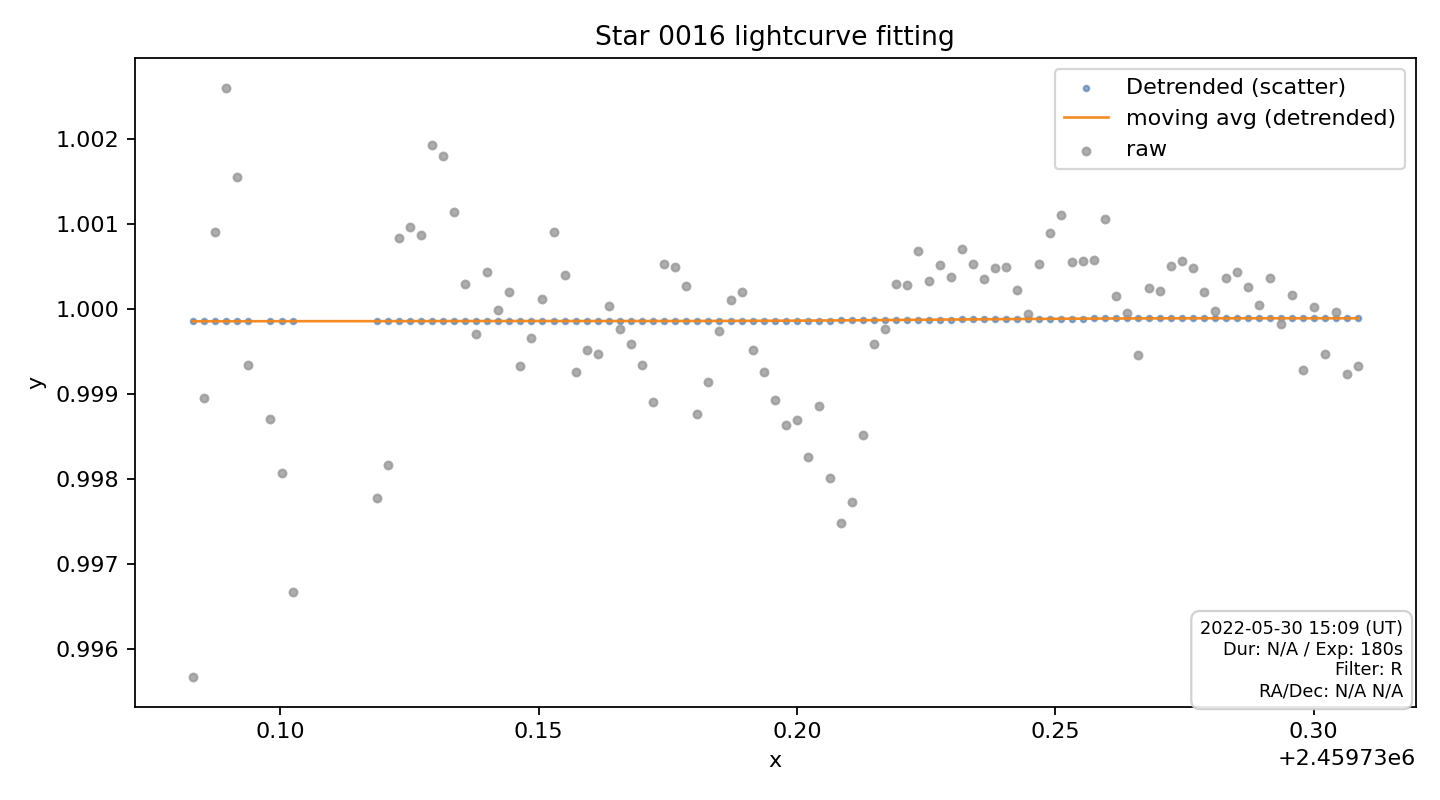 Star 0016 lightcurve fitting
Detrended (scatter)
moving avg (detrended)
raw
1.002
1.001
1.000
0.999
0.998
0.997
0.996
y
2022-05-30 15:09 (UT)
Dur: N/A / Exp: 180s
Filter: R
RA/Dec: N/A N/A
0.10 0.15 0.20 0.25 0.30
x
+2.45973e6